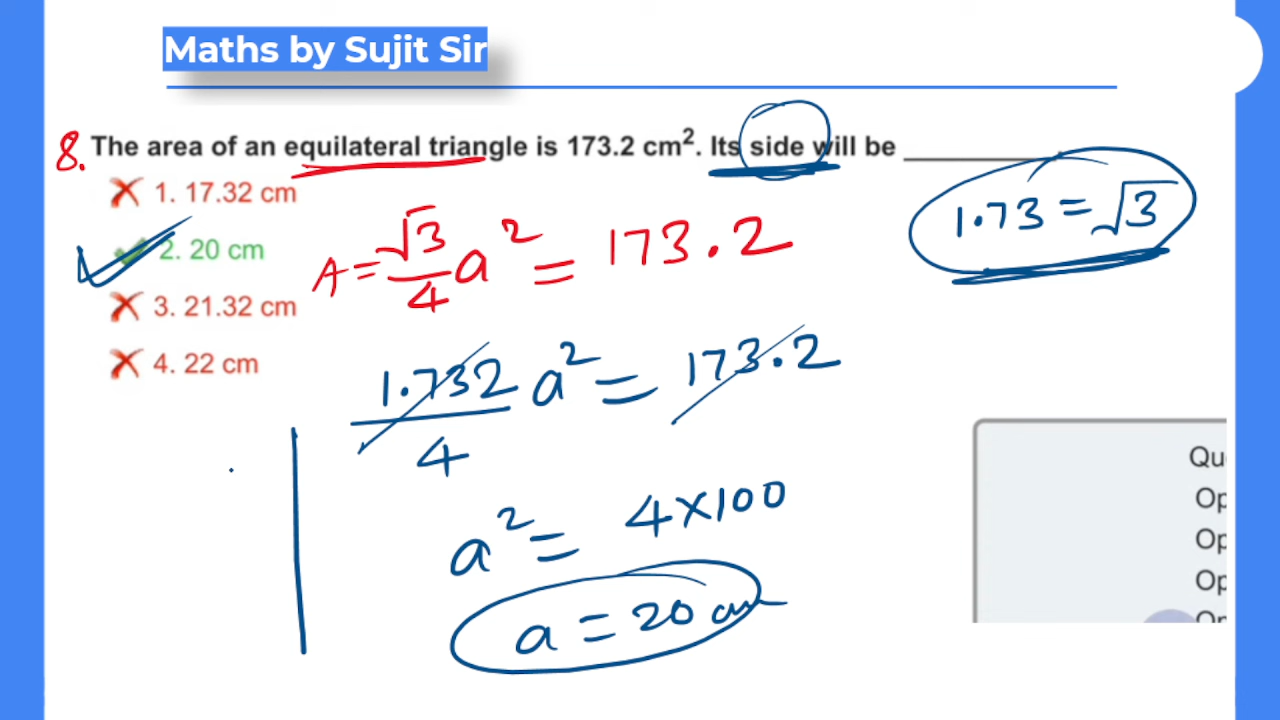 Maths by Sujit Sir
8. The area of an equilateral triangle is 173.2 cm². Its side will be ____________.
1. 17.32 cm
2. 20 cm
3. 21.32 cm
4. 22 cm
1.73 = √3
A = √3/4 a² = 173.2
1.732/4 a² = 173.2
a² = 4×100
a = 20 cm
Qu
Op
Op
Op